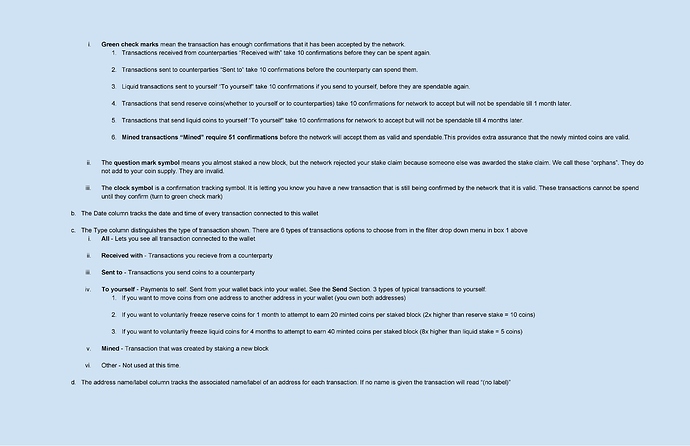 i. Green check marks mean the transaction has enough confirmations that it has been accepted by the network.
1. Transactions received from counterparties “Received with” take 10 confirmations before they can be spent again.
2. Transactions sent to counterparties “Sent to” take 10 confirmations before the counterparty can spend them.
3. Liquid transactions sent to yourself “To yourself” take 10 confirmations if you send to yourself, before are spendable again.
4. Transactions that send reserve coins(whether to yourself or to counterparties) take 10 confirmations for network to accept but will not be spendable till 1 month later.
5. Transactions that send liquid coins to yourself “To yourself” take 10 confirmations for network to accept but will not be spendable till 4 months later.
6. Mined transactions “Mined” require 51 confirmations before the network will accept them as valid and spendable.This provides extra assurance that the newly minted coins are valid.
ii. The question mark symbol means you almost staked a new block, but the network rejected your stake claim because someone else was awarded the stake claim. We call these “orphans”. They do
not add to your coin supply. They are invalid.
iii. The clock symbol is a confirmation tracking symbol. It is letting you know you have a new transaction that is still being confirmed by the network that it is valid. These transactions cannot be spend
until they confirm (turn to green check mark)
b. The Date column tracks the date and time of every transaction connected to this wallet
c. The Type column distinguishes the type of transaction shown. There are 6 types of transactions options to choose from in the filter drop down menu in box 1 above
i. All - Lets you see all transaction connected to the wallet
ii. Received with - Transactions you recieve from a counterparty
iii. Sent to - Transactions you send coins to a counterparty
iv. To yourself - Payments to self. Sent from your wallet back into your wallet. See the Send Section. 3 types of typical transactions to yourself:
1. If you want to move coins from one address to another address in your wallet (you own both addresses)
2. If you want to voluntarily freeze reserve coins for 1 month to attempt to earn 20 minted coins per staked block (2x higher than reserve stake = 10 coins)
3. If you want to voluntarily freeze liquid coins for 4 months to attempt to earn 40 minted coins per staked block (8x higher than liquid stake = 5 coins)
v. Mined - Transaction that was created by staking a new block
vi. Other - Not used at this time.
d. The address name/label column tracks the associated name/label of an address for each transaction. If no name is given the transaction will read “(no label)”